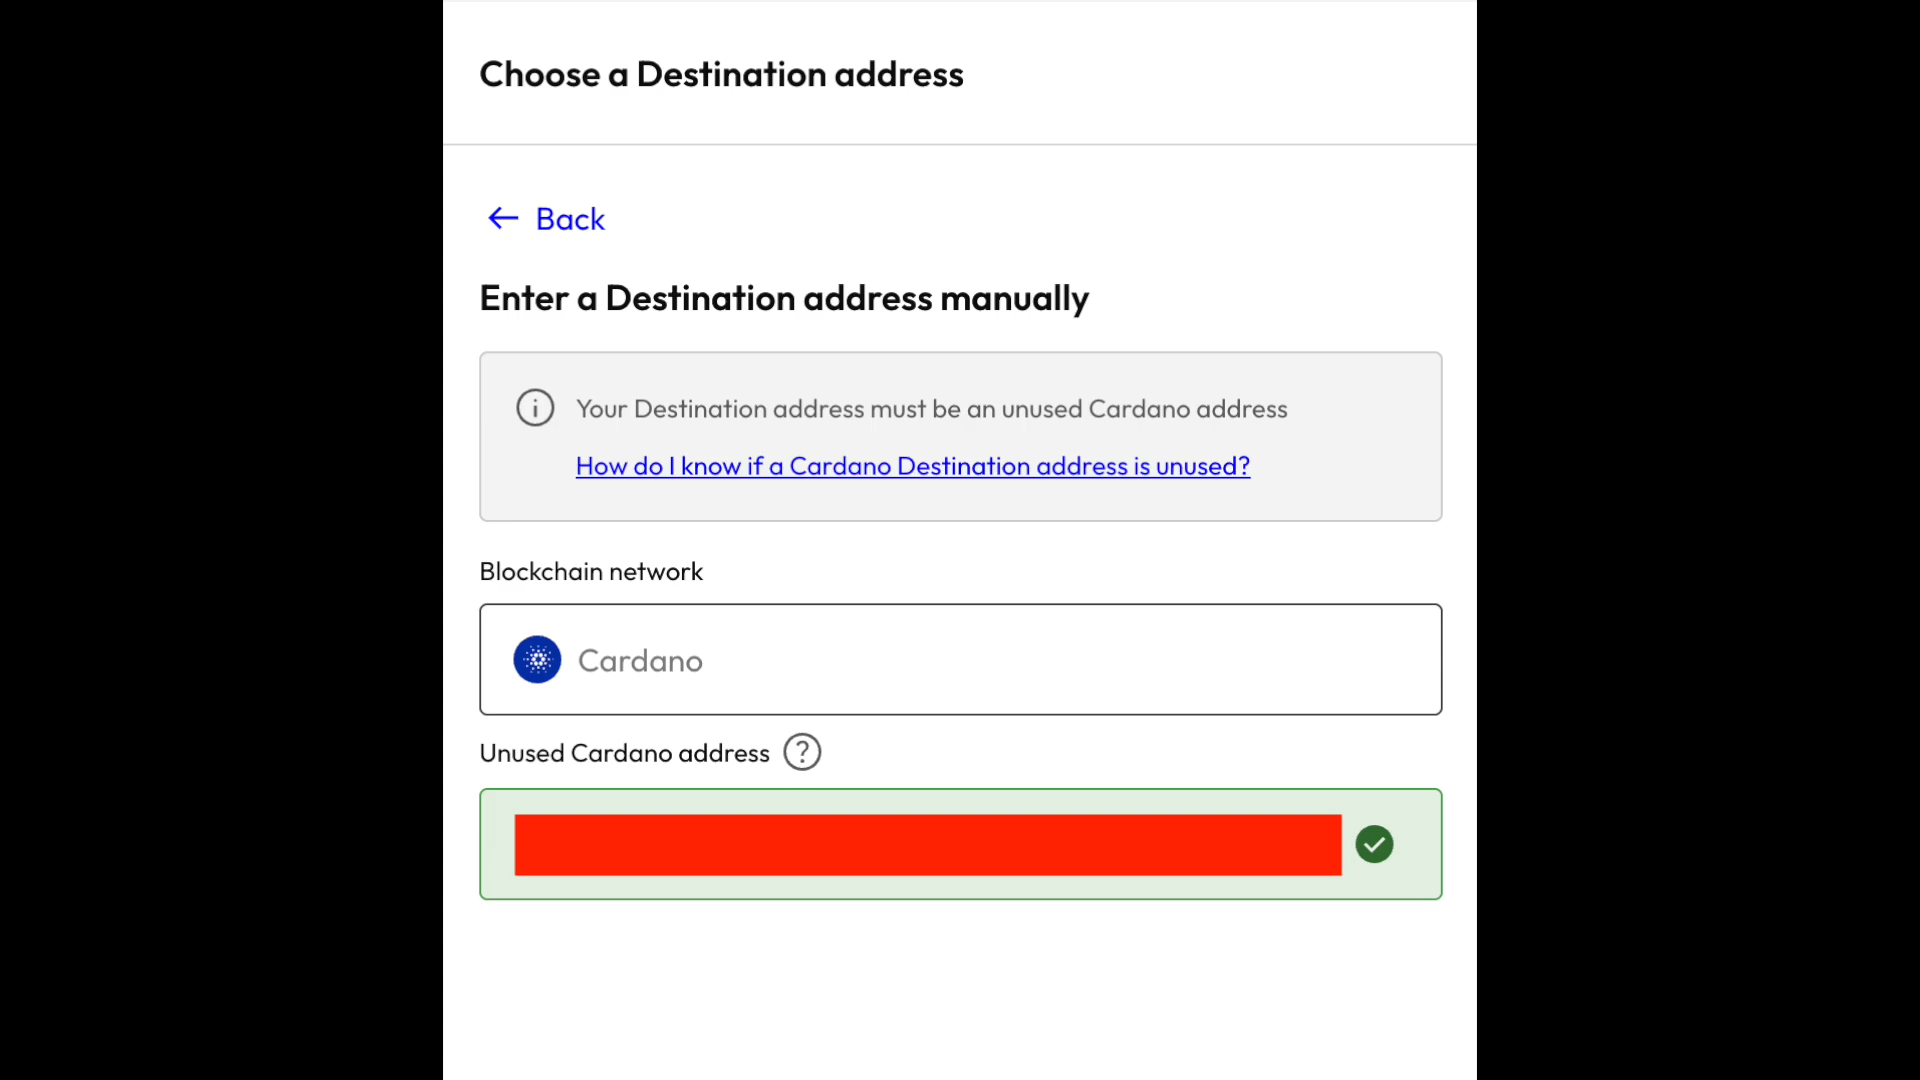 Choose a Destination address
Back
Enter a Destination address manually
Your Destination address must be an unused Cardano address
How do I know if a Cardano Destination address is unused?
Blockchain network
Cardano
Unused Cardano address